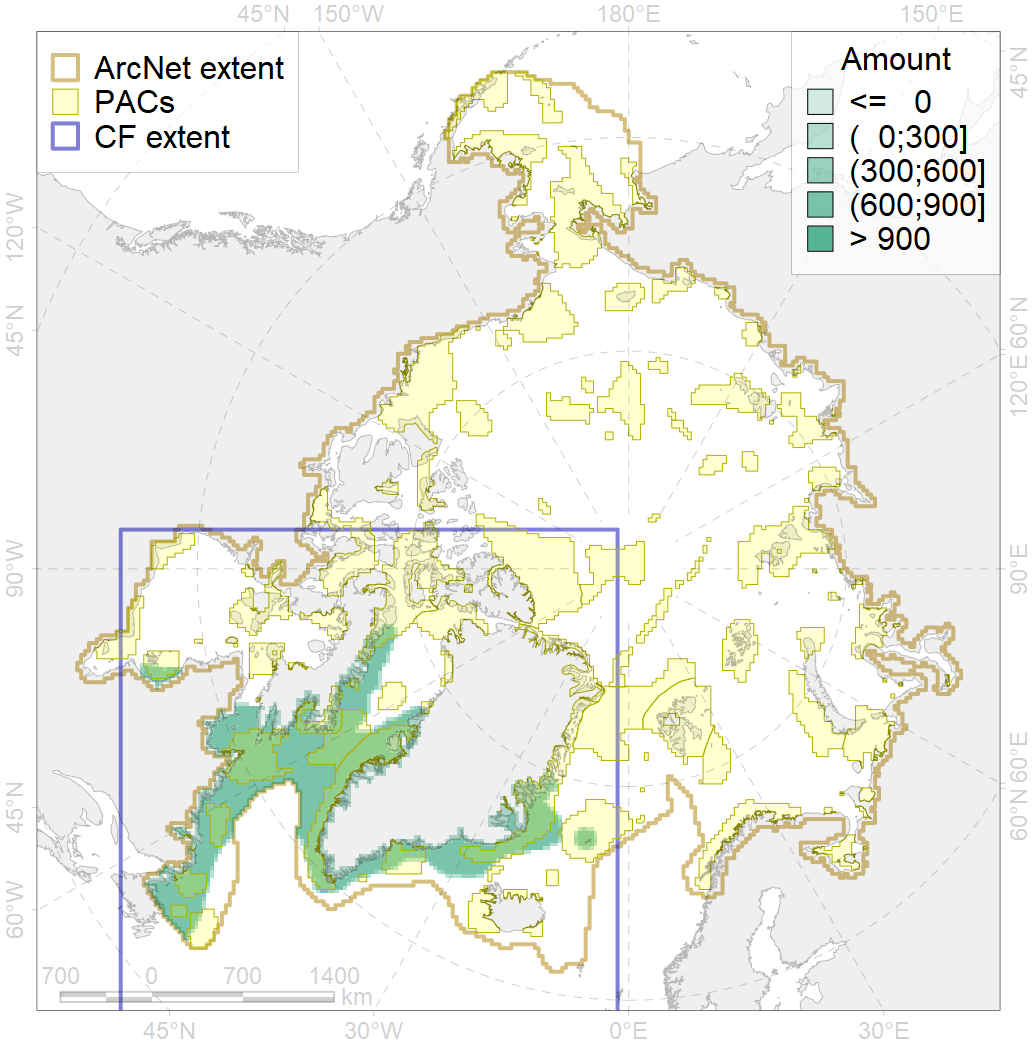 45°N 150°W 180°E 150°E
ArcNet extent
PACs
CF extent
Amount
<= 0
( 0;300]
(300;600]
(600;900]
> 900
45°N
120°W
45°N
90°W
45°N
60°W
60°N
120°E
90°E
60°E
60°N
700 0 700 1400
km
45°N 30°W 0°E 30°E